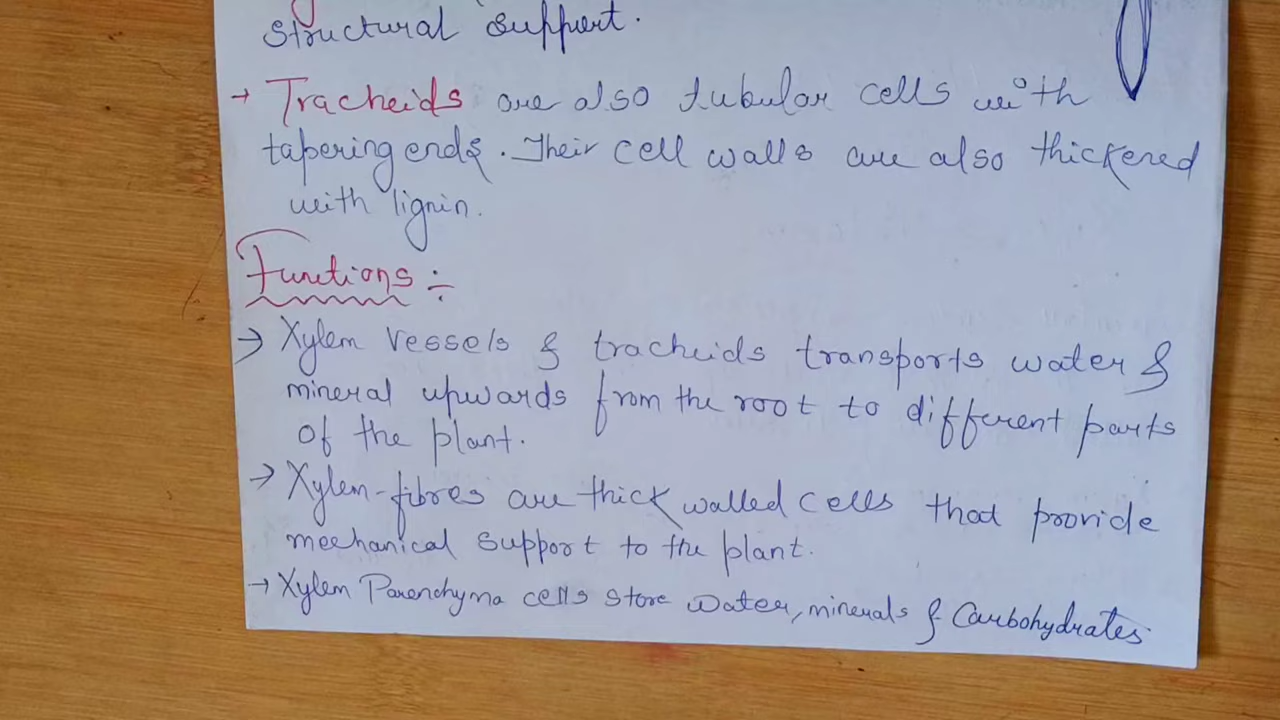 structural support.
→ Tracheids are also tubular cells with
tapering ends. Their cell walls are also thickered
with lignin.
Functions :-
→ Xylem vessels & tracheids transports water &
mineral upwards from the root to different parts
of the plant.
→ Xylem-fibres are thick walled cells that provide
mechanical support to the plant.
→ Xylem Parenchyma cells store water, minerals & Carbohydrates